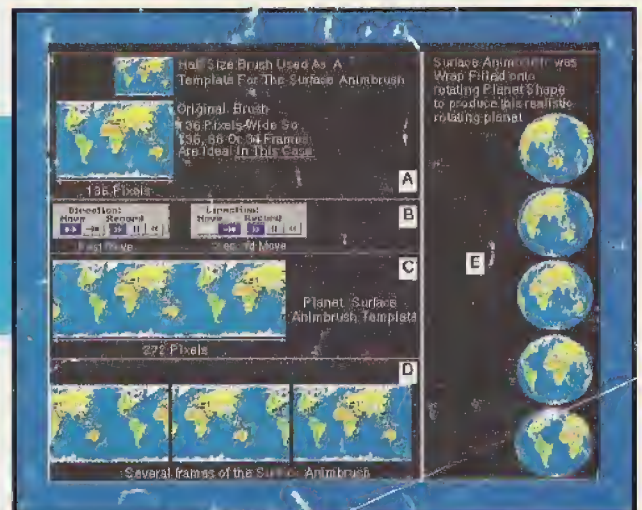 Half Size Brush Used As A
Template For The Surface Animbrush
Original Brush
136 Pixels Wide So
136, 68 Or 34 Frames
Are Ideal In This Case
136 Pixels
A
Direction:
Move Record
Direction:
Move Record
B
First Move
Second Move
C
Planet Surface
Animbrush Template
272 Pixels
D
Several frames of the Surface Animbrush
Surface Animbrush was
Wrap Filled onto
rotating Planet Shape
to produce this realistic
rotating planet
E